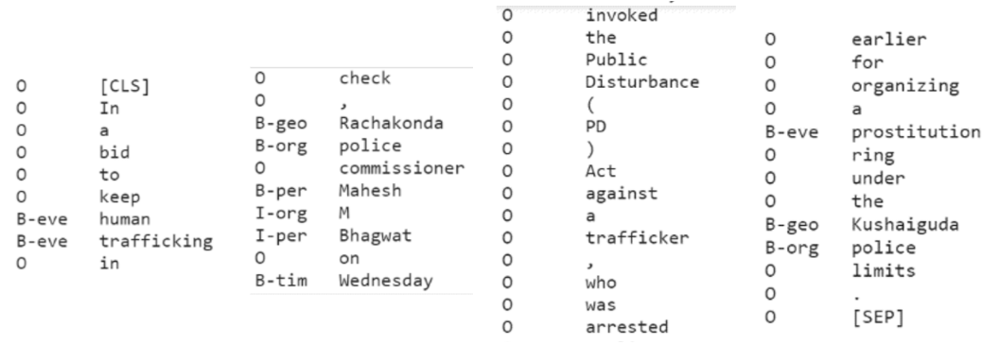 O [CLS]
O In
O a
O bid
O to
O keep
B-eve human
B-eve trafficking
O in
O check
O ,
B-geo Rachakonda
B-org police
O commissioner
B-per Mahesh
I-org M
I-per Bhagwat
O on
B-tim Wednesday
O invoked
O the
O Public
O Disturbance
O (
O PD
O )
O Act
O against
O a
O trafficker
O ,
O who
O was
O arrested
O earlier
O for
O organizing
O a
B-eve prostitution
O ring
O under
O the
B-geo Kushaiguda
B-org police
O limits
O .
O [SEP]